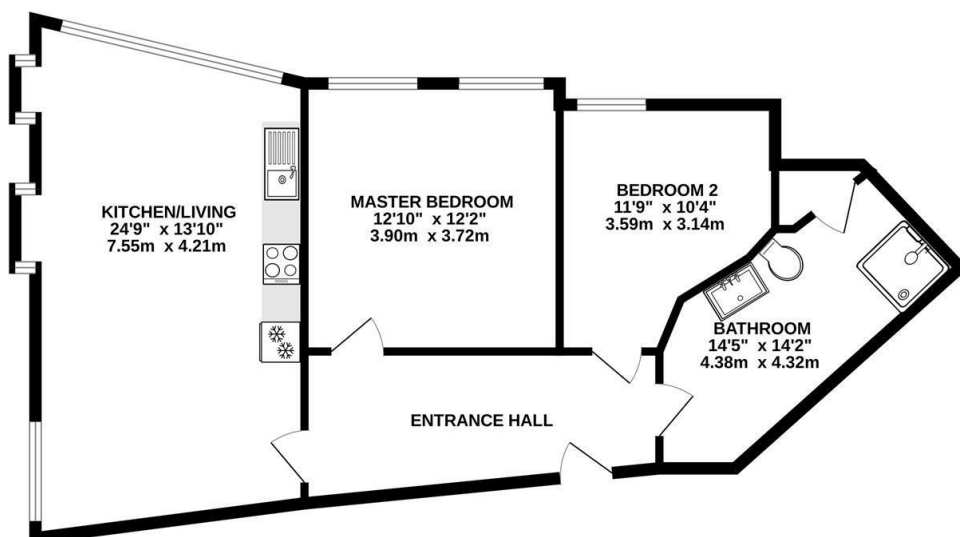 KITCHEN/LIVING
24'9" x 13'10"
7.55m x 4.21m
MASTER BEDROOM
12'10" x 12'2"
3.90m x 3.72m
BEDROOM 2
11'9" x 10'4"
3.59m x 3.14m
BATHROOM
14'5" x 14'2"
4.38m x 4.32m
ENTRANCE HALL